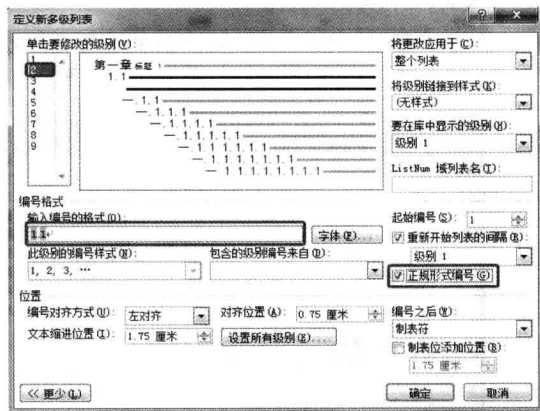 定义新多级列表
单击要修改的级别(V):
1
2
3
4
5
6
7
8
9
第一章 标题 1
1.1
一.1.1
一.1.1.1
一.1.1.1.1
一.1.1.1.1.1
一.1.1.1.1.1.1
一.1.1.1.1.1.1.1
一.1.1.1.1.1.1.1.1
将更改应用于(C):
整个列表
将级别链接到样式(K):
(无样式)
要在库中显示的级别(H):
级别 1
ListNum 域列表名(T):
编号格式
输入编号的格式(O):
1.1
字体(F)...
此级别的编号样式(N):
1, 2, 3, …
包含的级别编号来自(D):
起始编号(S): 1
重新开始列表的间隔(R):
级别 1
正规形式编号(G)
位置
编号对齐方式(U): 左对齐
对齐位置(A): 0.75 厘米
文本缩进位置(I): 1.75 厘米
设置所有级别(E)...
编号之后(W):
制表符
制表位添加位置(B):
1.75 厘米
<< 更少(L)
确定
取消